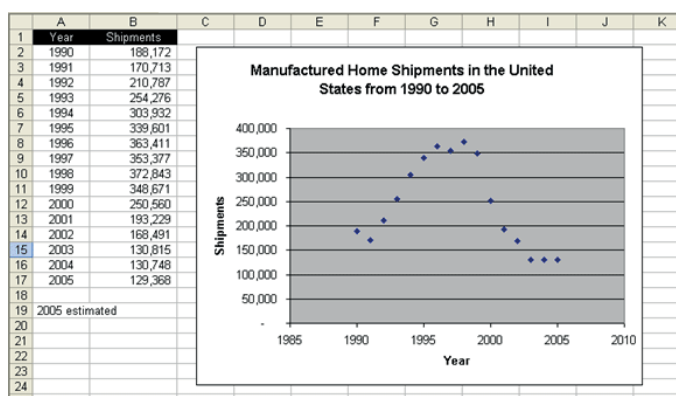 A B C D E F G H I J K
1 Year Shipments
2 1990 188,172
3 1991 170,713
4 1992 210,787
5 1993 254,276
6 1994 303,932
7 1995 339,601
8 1996 363,411
9 1997 353,377
10 1998 372,843
11 1999 348,671
12 2000 250,560
13 2001 193,229
14 2002 168,491
15 2003 130,815
16 2004 130,748
17 2005 129,368
18
19 2005 estimated
20
21
22
23
24
Manufactured Home Shipments in the United
States from 1990 to 2005
400,000
350,000
300,000
250,000
200,000
150,000
100,000
50,000
-
Shipments
1985 1990 1995 2000 2005 2010
Year